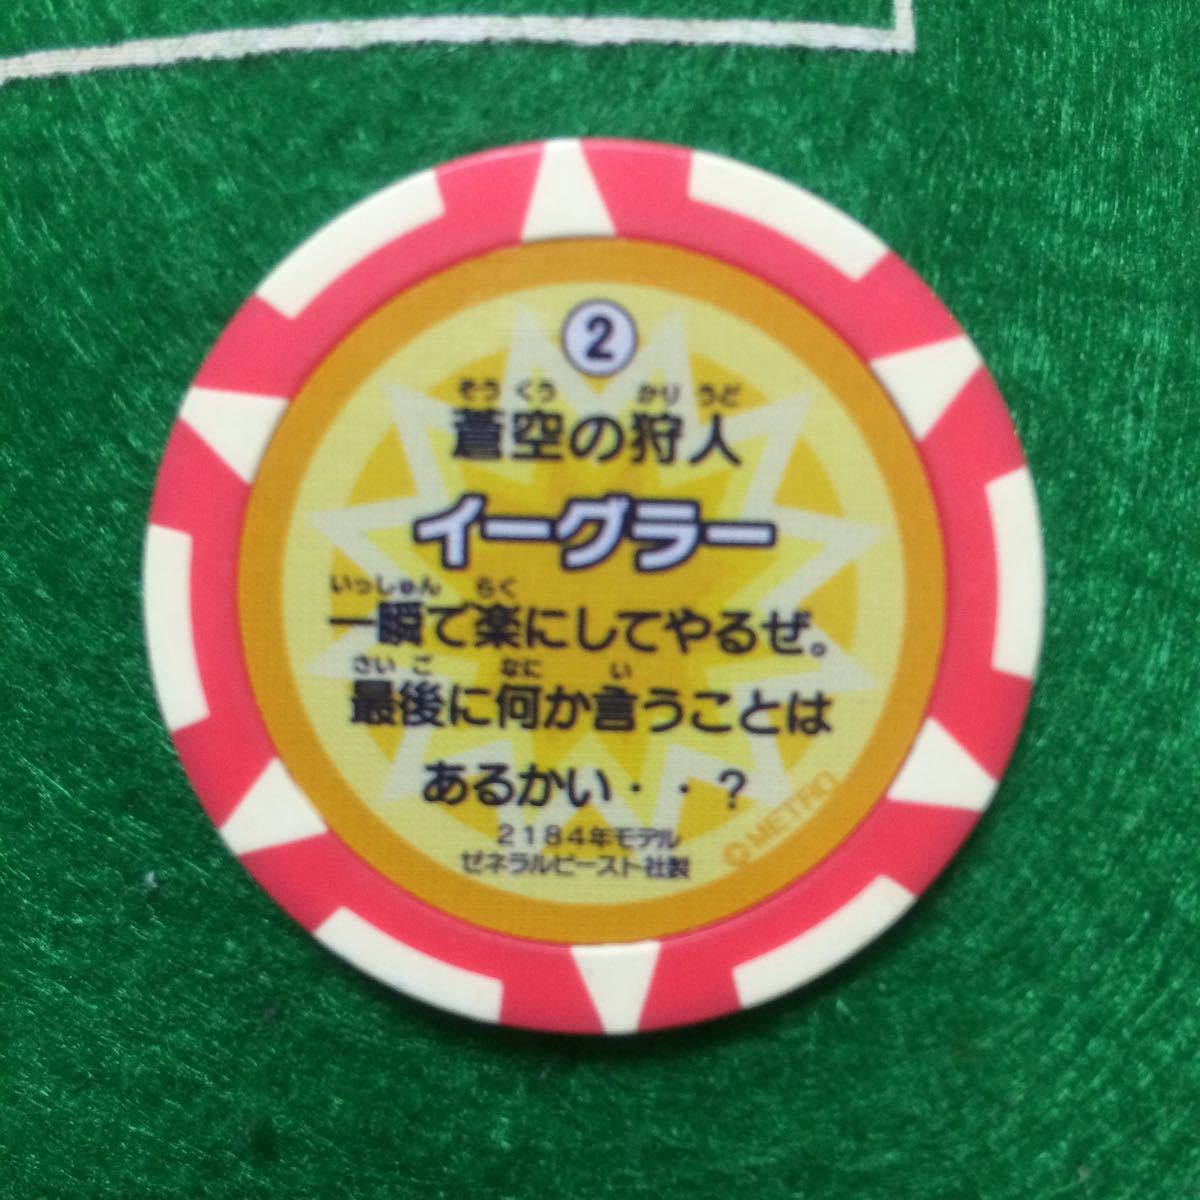 2
そうくう かりうど
蒼空の狩人
イーグラー
いっしゅん らく
一瞬で楽にしてやるぜ。
さいご なに い
最後に何か言うことは
あるかい・・?
2184年モデル
ゼネラルビースト社製
©METRO